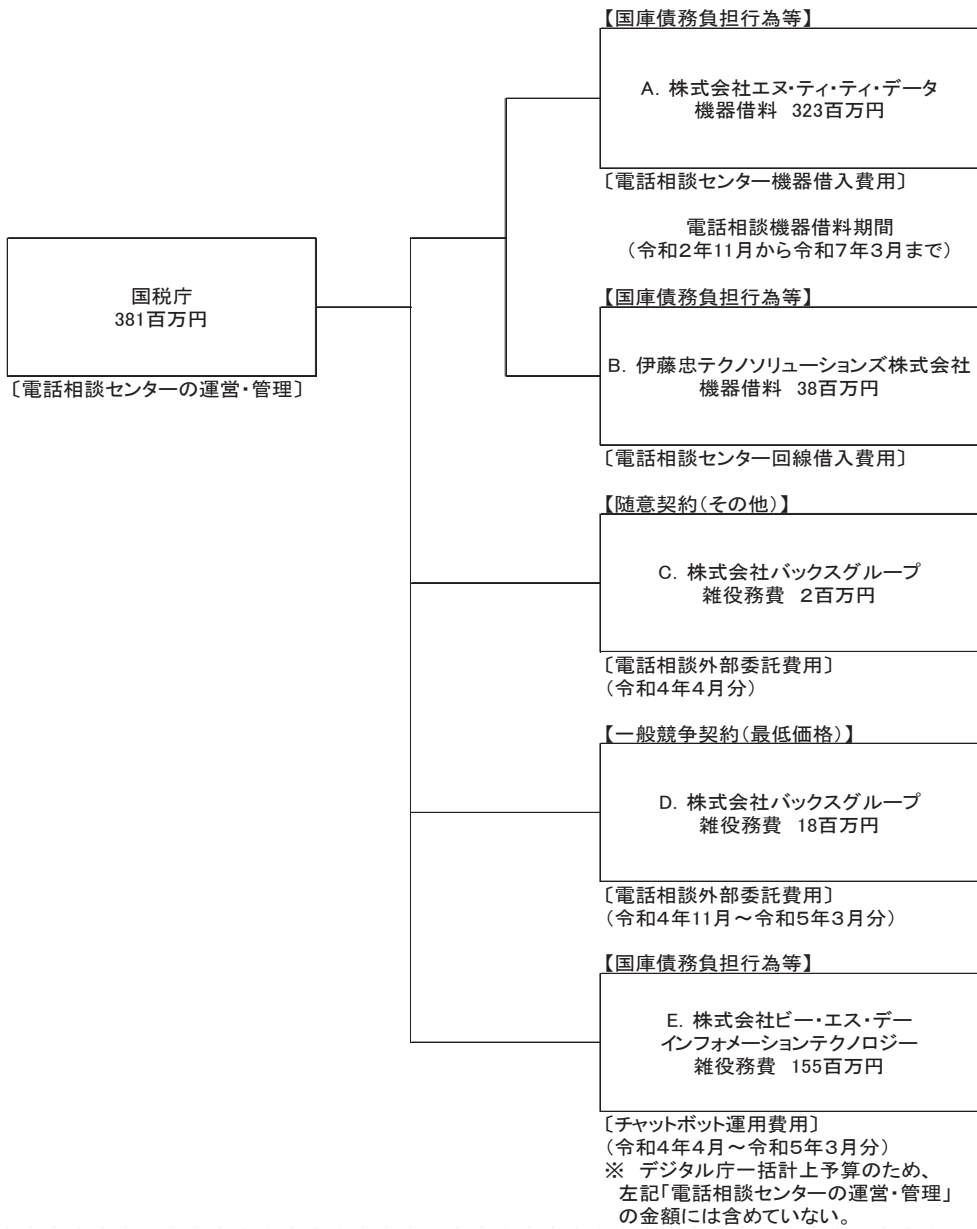 【国庫債務負担行為等】
A. 株式会社エヌ・ティ・ティ・データ
機器借料 323百万円
〔電話相談センター機器借入費用〕
電話相談機器借料期間
（令和2年11月から令和7年3月まで）
国税庁
381百万円
〔電話相談センターの運営・管理〕
【国庫債務負担行為等】
B. 伊藤忠テクノソリューションズ株式会社
機器借料 38百万円
〔電話相談センター回線借入費用〕
【随意契約（その他）】
C. 株式会社バックスグループ
雑役務費 2百万円
〔電話相談外部委託費用〕
（令和4年4月分）
【一般競争契約（最低価格）】
D. 株式会社バックスグループ
雑役務費 18百万円
〔電話相談外部委託費用〕
（令和4年11月～令和5年3月分）
【国庫債務負担行為等】
E. 株式会社ビー・エス・デー
インフォメーションテクノロジー
雑役務費 155百万円
〔チャットボット運用費用〕
（令和4年4月～令和5年3月分）
※ デジタル庁一括計上予算のため、
左記「電話相談センターの運営・管理」
の金額には含めていない。